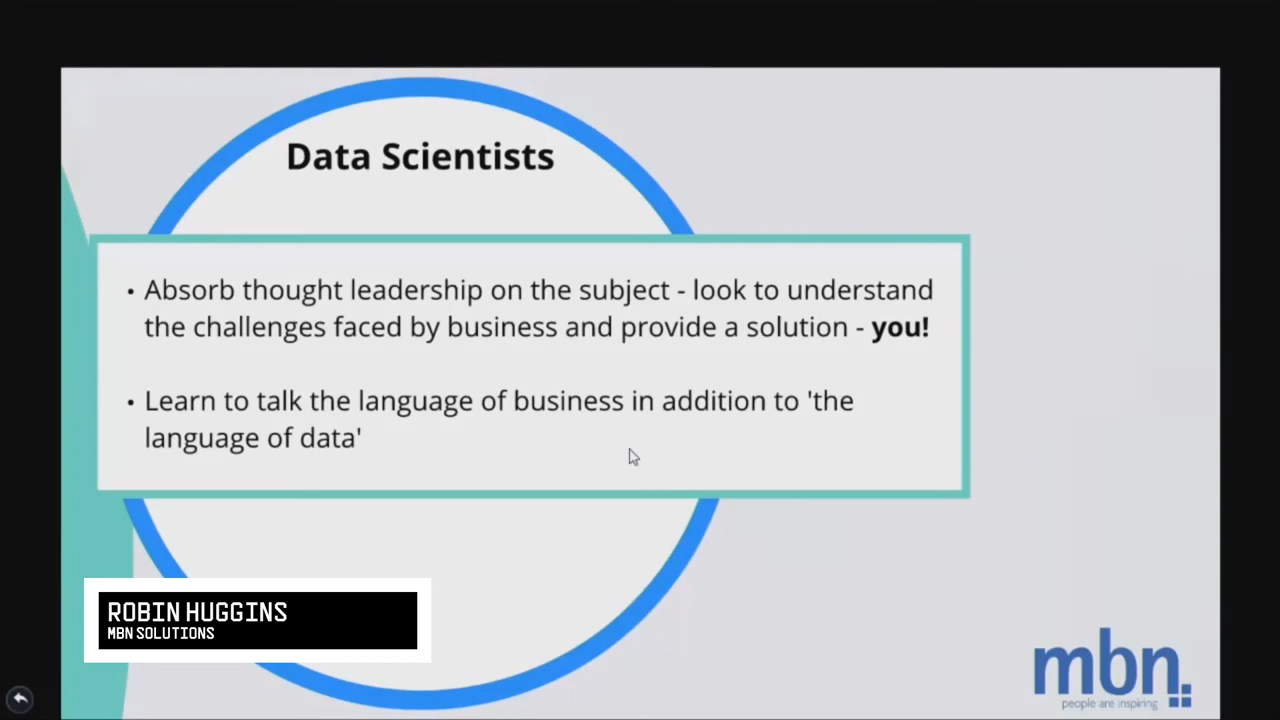 Data Scientists
• Absorb thought leadership on the subject - look to understand
the challenges faced by business and provide a solution - you!
• Learn to talk the language of business in addition to 'the
language of data'
ROBIN HUGGINS
MBN SOLUTIONS
mbn
people are inspiring